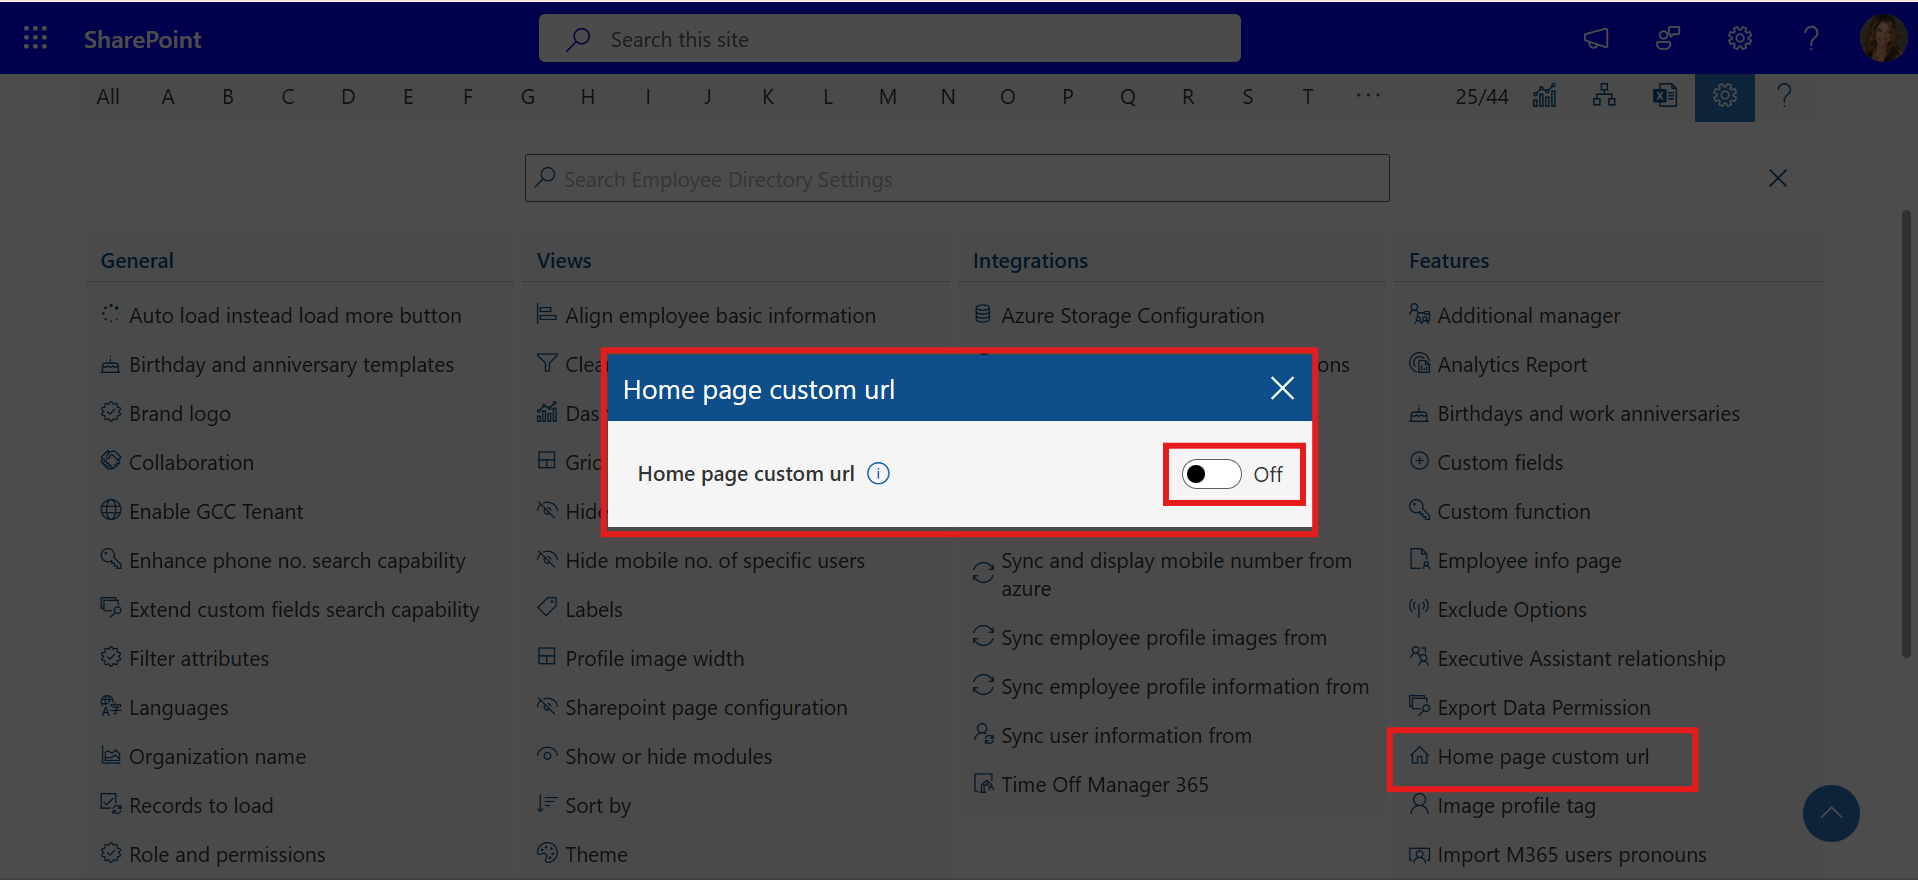 SharePoint
Search this site
All A B C D E F G H I J K L M N O P Q R S T ... 25/44
Search Employee Directory Settings
General
Auto load instead load more button
Birthday and anniversary templates
Brand logo
Collaboration
Enable GCC Tenant
Enhance phone no. search capability
Extend custom fields search capability
Filter attributes
Languages
Organization name
Records to load
Role and permissions
Views
Align employee basic information
Clea
Das
Grid
Hide
Hide mobile no. of specific users
Labels
Profile image width
Sharepoint page configuration
Show or hide modules
Sort by
Theme
Integrations
Azure Storage Configuration
ons
Sync and display mobile number from
azure
Sync employee profile images from
Sync employee profile information from
Sync user information from
Time Off Manager 365
Features
Additional manager
Analytics Report
Birthdays and work anniversaries
Custom fields
Custom function
Employee info page
Exclude Options
Executive Assistant relationship
Export Data Permission
Home page custom url
Image profile tag
Import M365 users pronouns
Home page custom url
Home page custom url
Off